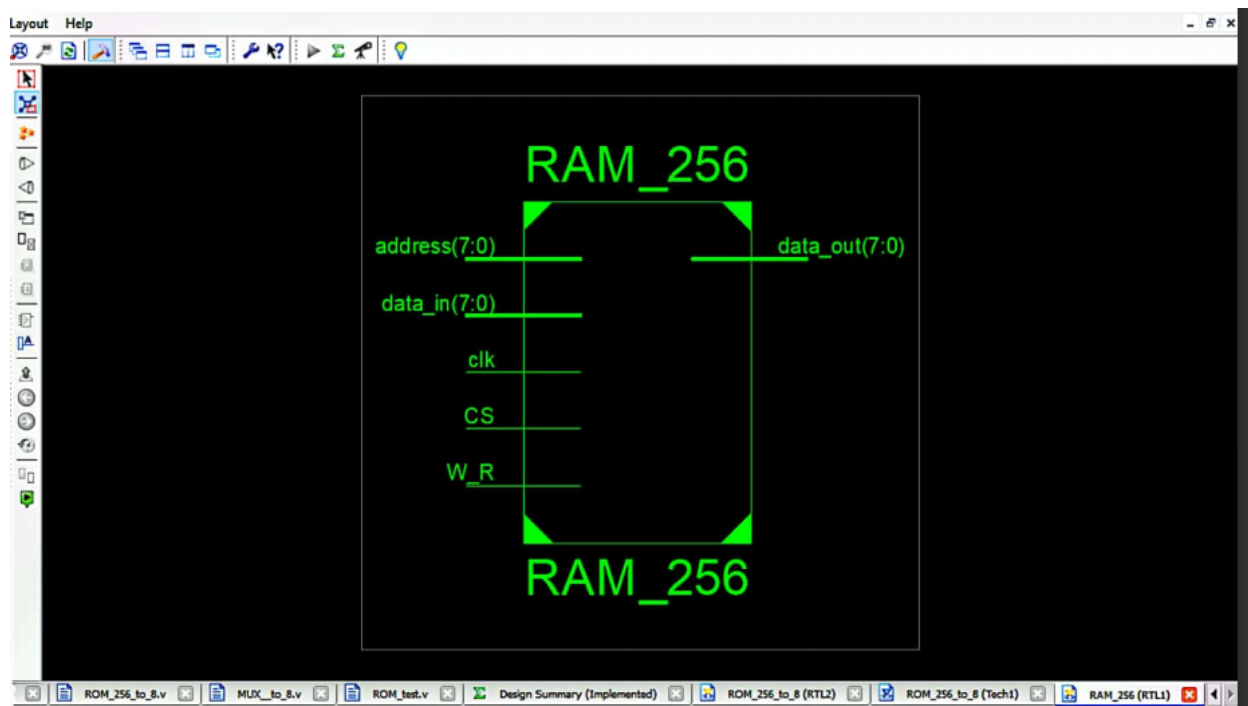 Layout Help
RAM_256
address(7:0)
data_out(7:0)
data_in(7:0)
clk
CS
W_R
RAM_256
ROM_256_to_8.v
MUX__to_8.v
ROM_test.v
Design Summary (Implemented)
ROM_256_to_8 (RTL2)
ROM_256_to_8 (Tech1)
RAM_256 (RTL1)